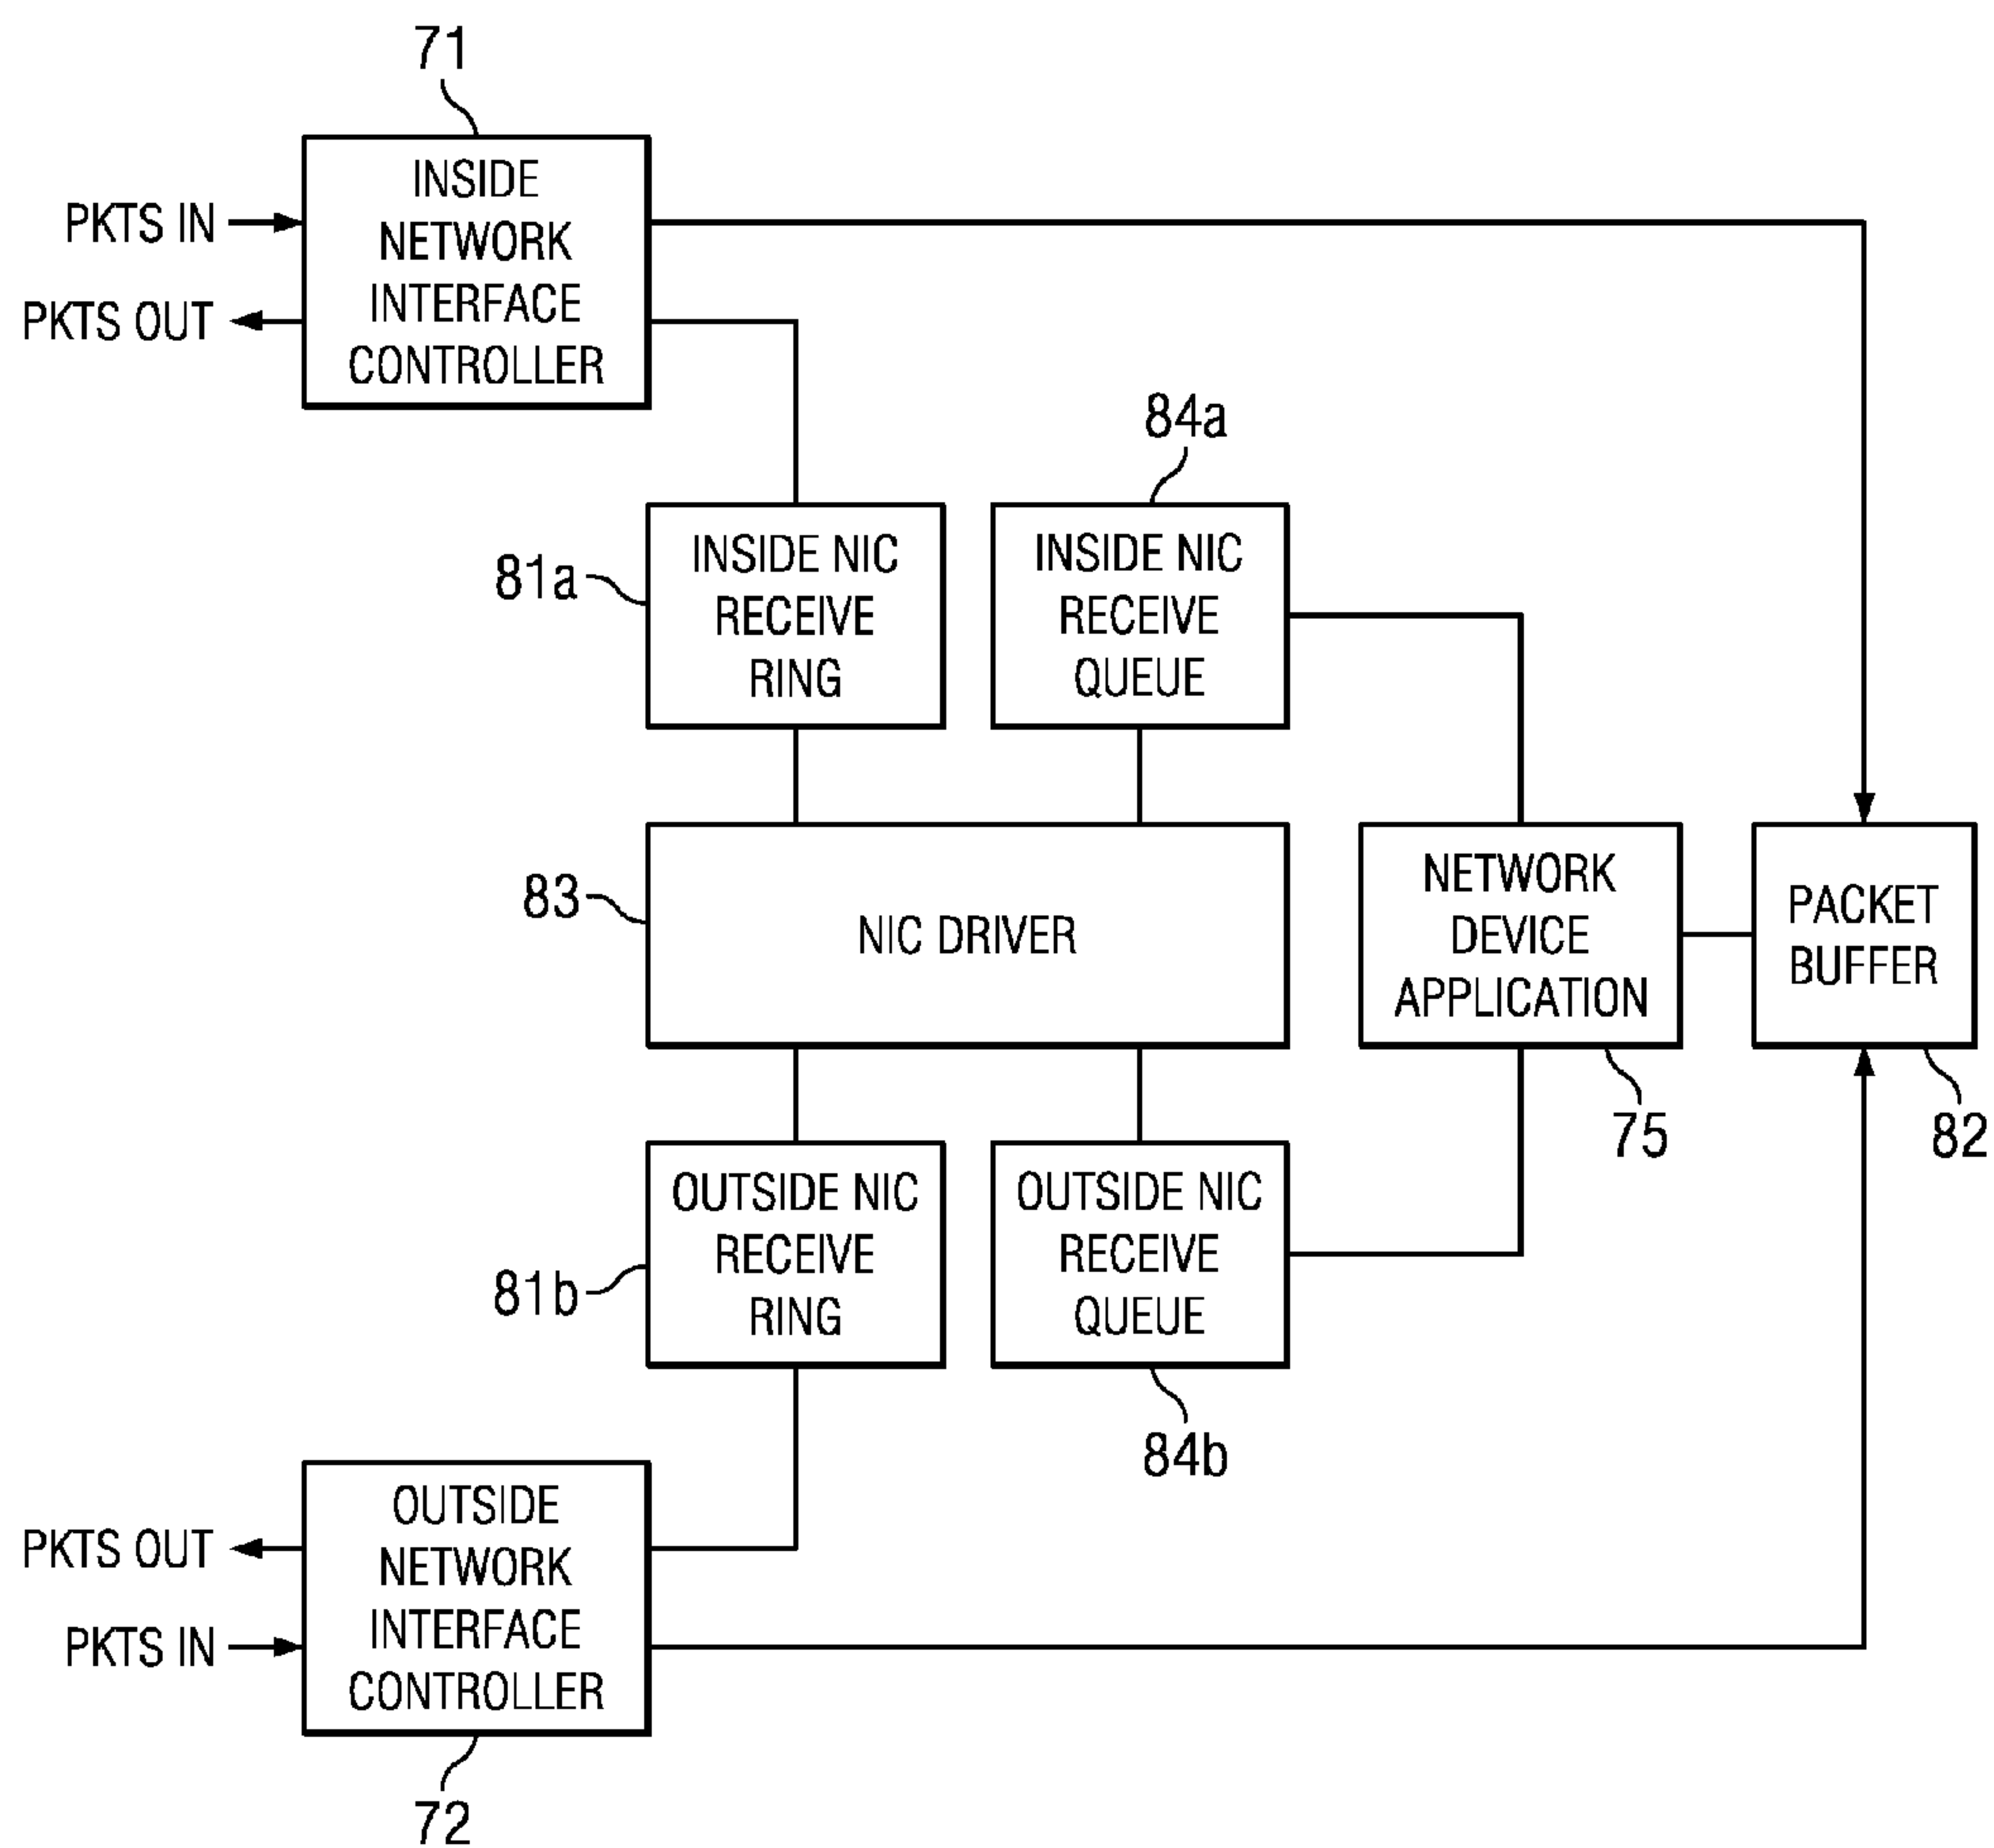 71
INSIDE
NETWORK
INTERFACE
CONTROLLER
PKTS IN
PKTS OUT
84a
81a
INSIDE NIC
RECEIVE
RING
INSIDE NIC
RECEIVE
QUEUE
83
NIC DRIVER
NETWORK
DEVICE
APPLICATION
PACKET
BUFFER
75
82
81b
OUTSIDE NIC
RECEIVE
RING
OUTSIDE NIC
RECEIVE
QUEUE
84b
PKTS OUT
PKTS IN
OUTSIDE
NETWORK
INTERFACE
CONTROLLER
72